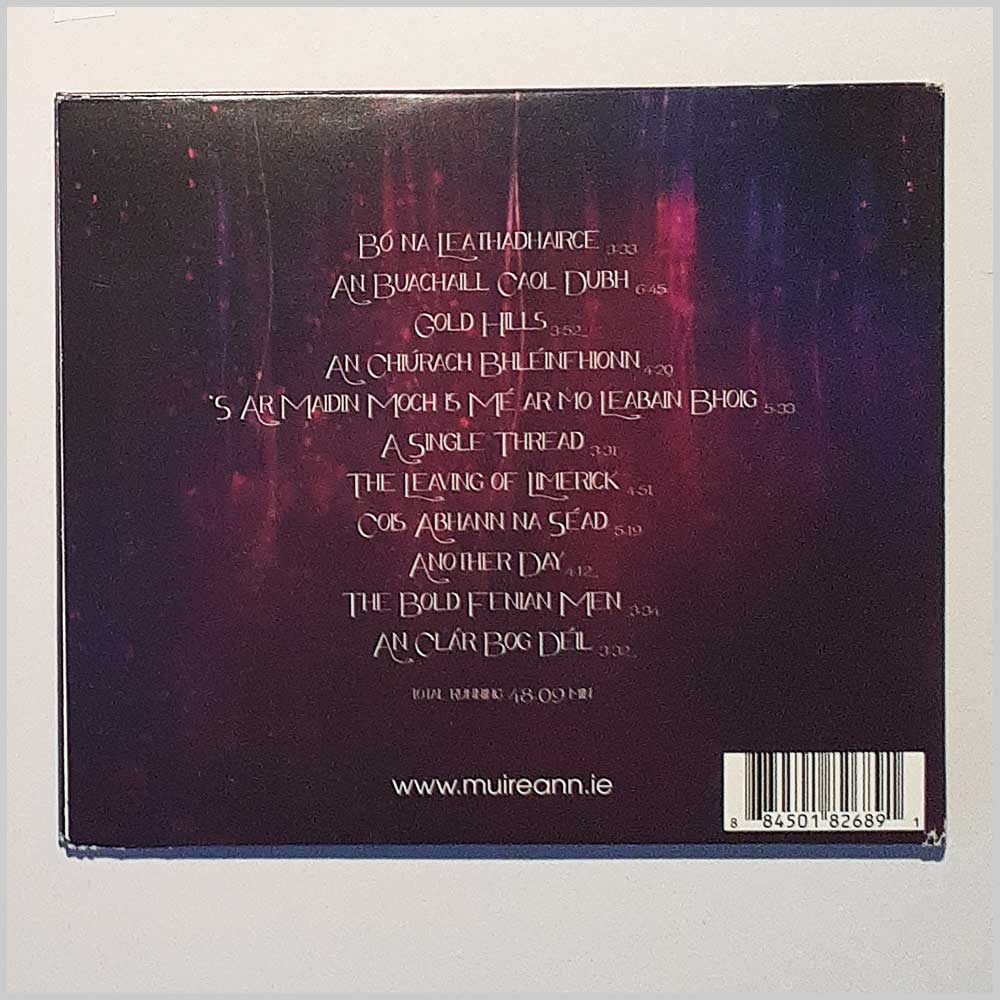 BÓ NA LEATHADHAIRCE 3:33
AN BUACHAILL CAOL DUBH 6:45
GOLD HILLS 3:52
AN CHIÚRACH BHLÉINFHIONN 4:20
'S AR MAIDIN MOCH IS MÉ AR MO LEABAIN BHOIG 5:33
A SINGLE THREAD 3:31
THE LEAVING OF LIMERICK 4:51
COIS ABHANN NA SÉAD 5:19
ANOTHER DAY 4:12
THE BOLD FENIAN MEN 3:34
AN CLÁR BOG DÉIL 3:32
TOTAL RUNNING 48:09 MIN
www.muireann.ie
8 84501 82689 1